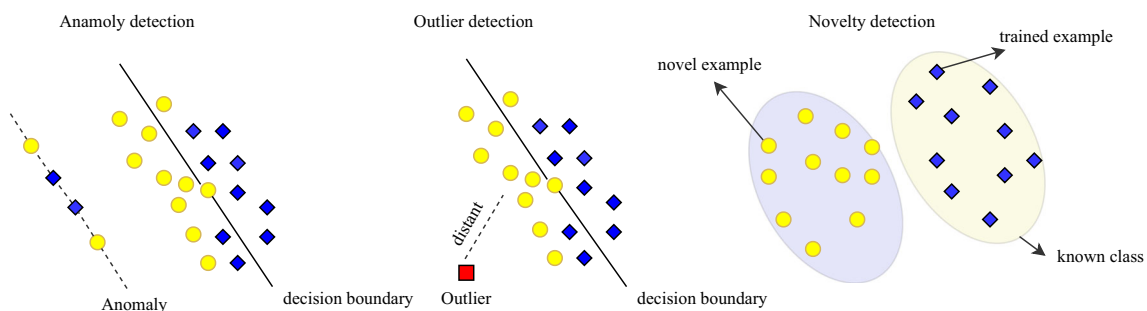 Anamoly detection
Outlier detection
Novelty detection
trained example
novel example
distant
known class
Anomaly
decision boundary
Outlier
decision boundary